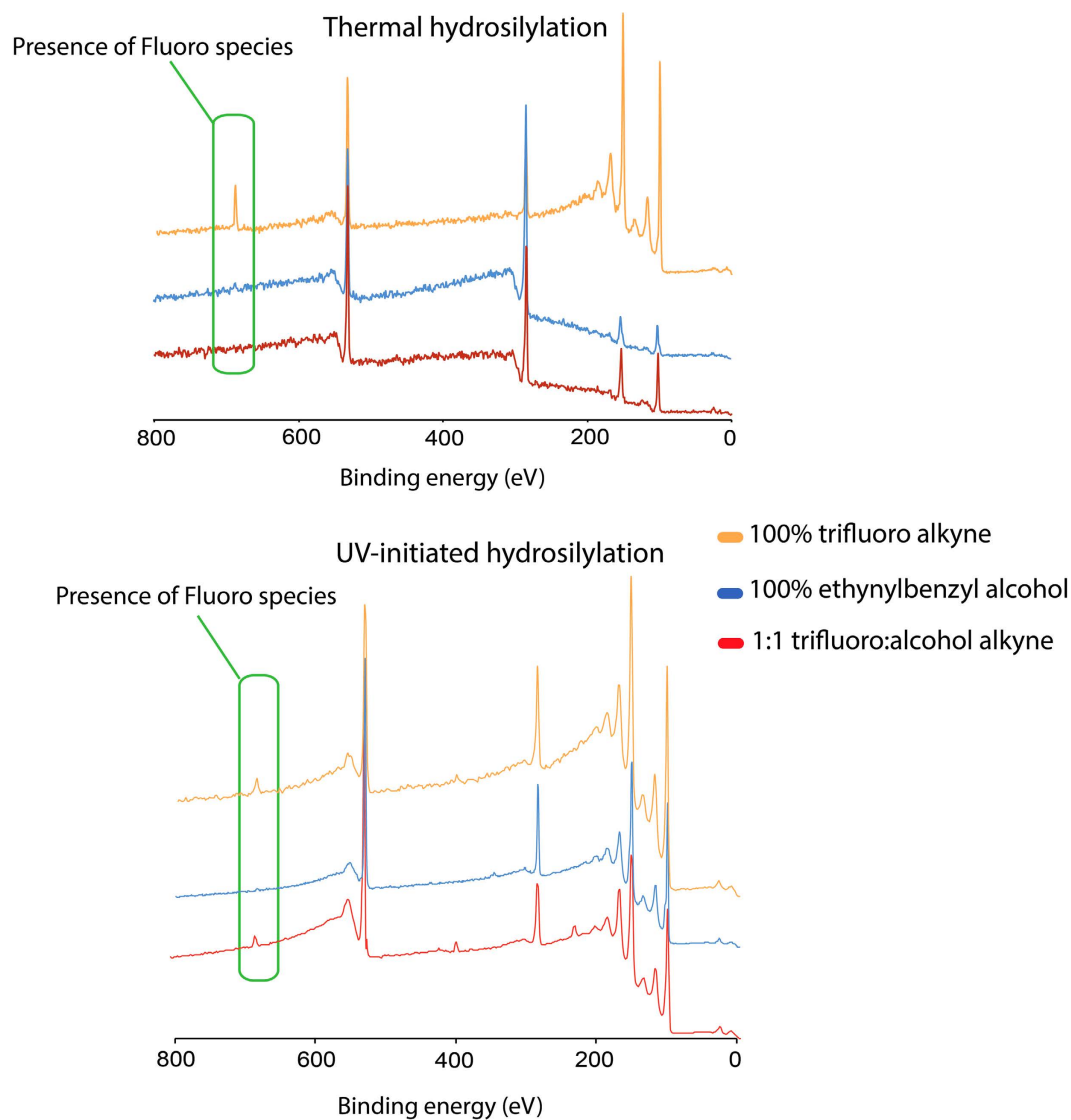 Thermal hydrosilylation
Presence of Fluoro species
800 600 400 200 0
Binding energy (eV)
UV-initiated hydrosilylation
Presence of Fluoro species
100% trifluoro alkyne
100% ethynylbenzyl alcohol
1:1 trifluoro:alcohol alkyne
800 600 400 200 0
Binding energy (eV)